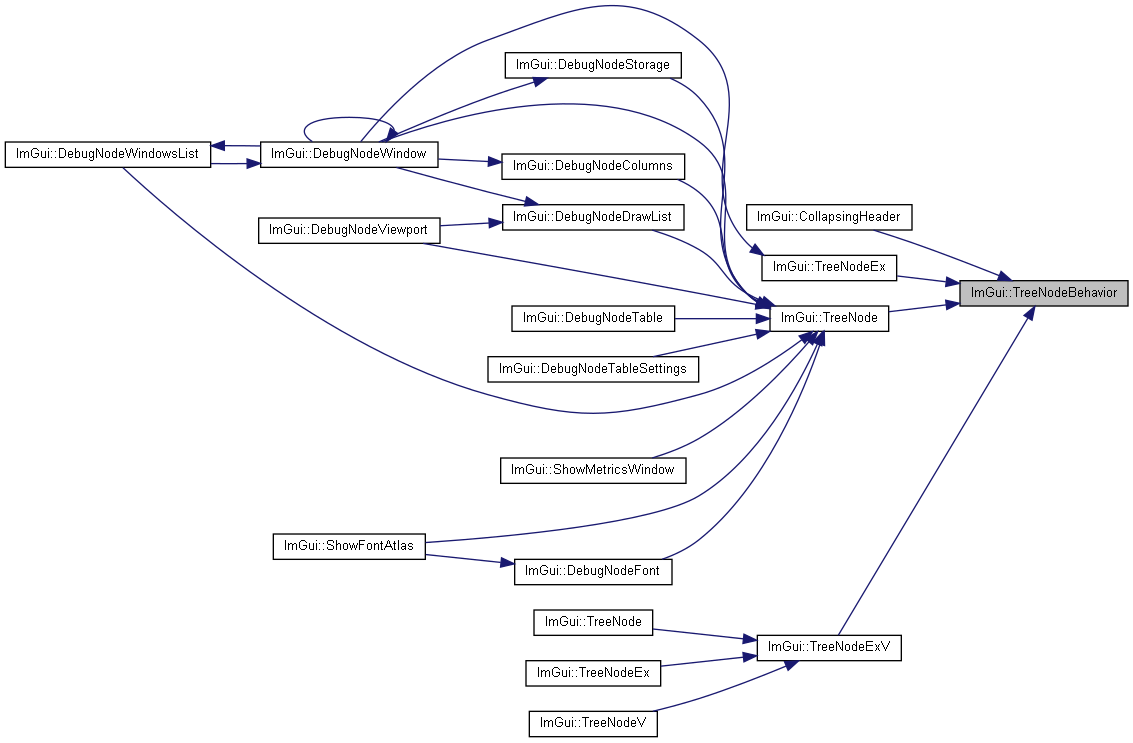 ImGui::DebugNodeStorage
ImGui::DebugNodeWindowsList
ImGui::DebugNodeWindow
ImGui::DebugNodeColumns
ImGui::DebugNodeDrawList
ImGui::CollapsingHeader
ImGui::DebugNodeViewport
ImGui::TreeNodeEx
ImGui::TreeNodeBehavior
ImGui::DebugNodeTable
ImGui::TreeNode
ImGui::DebugNodeTableSettings
ImGui::ShowMetricsWindow
ImGui::ShowFontAtlas
ImGui::DebugNodeFont
ImGui::TreeNode
ImGui::TreeNodeExV
ImGui::TreeNodeEx
ImGui::TreeNodeV